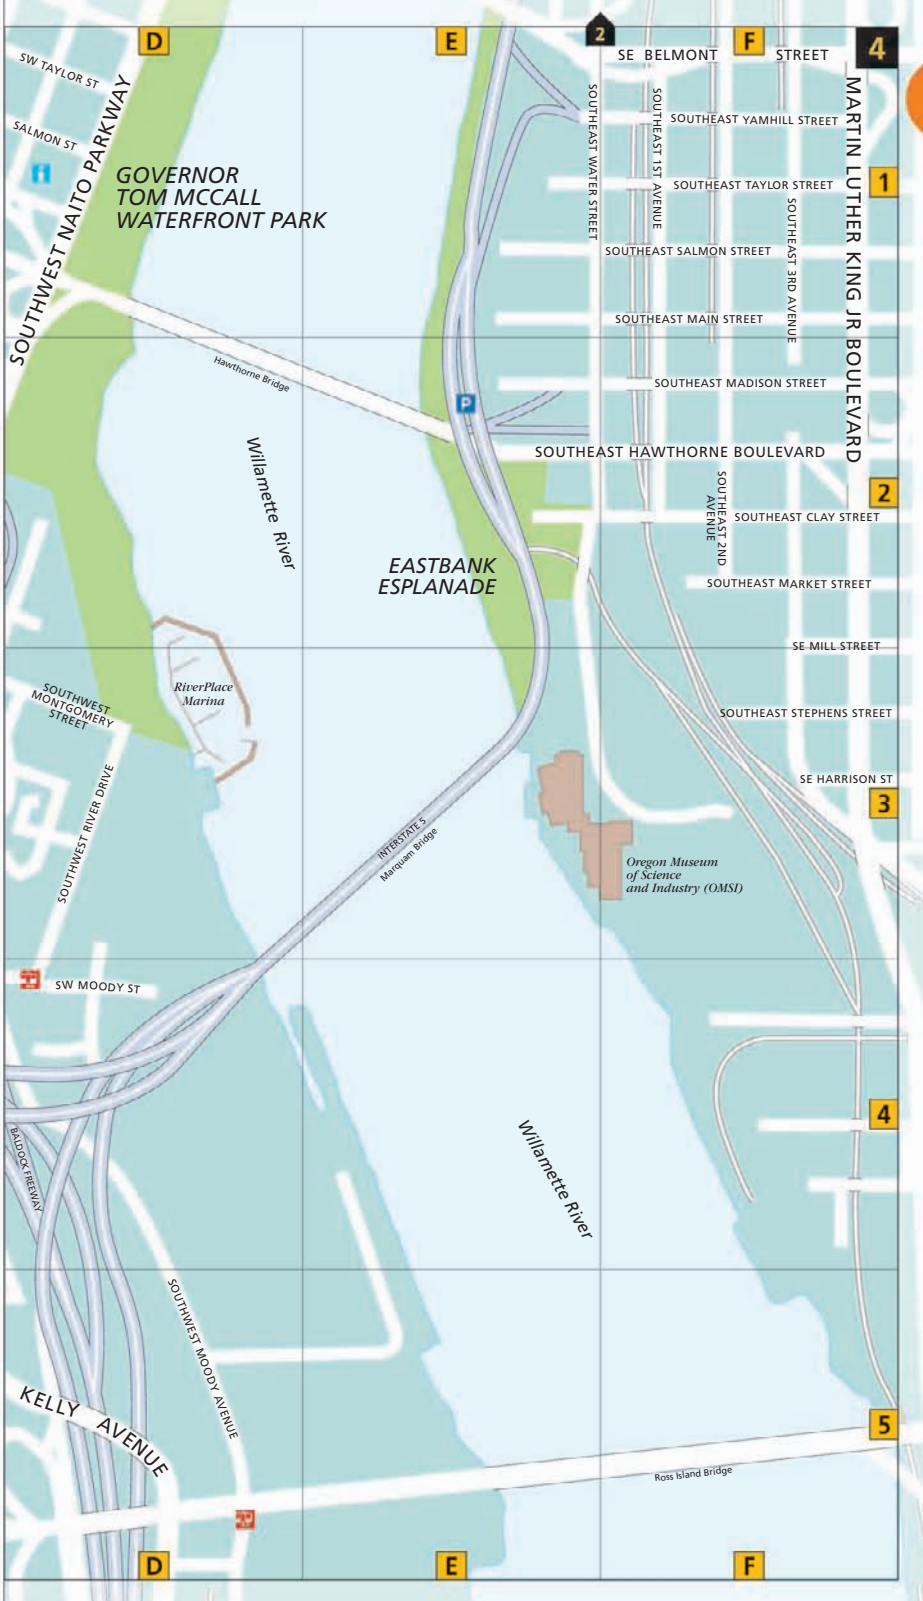 D
E
2
F
4
SE BELMONT STREET
SW TAYLOR ST
SALMON ST
SOUTHWEST NAITO PARKWAY
GOVERNOR
TOM MCCALL
WATERFRONT PARK
SOUTHEAST WATER STREET
SOUTHEAST 1ST AVENUE
SOUTHEAST YAMHILL STREET
MARTIN LUTHER KING JR BOULEVARD
1
SOUTHEAST TAYLOR STREET
SOUTHEAST 3RD AVENUE
SOUTHEAST SALMON STREET
SOUTHEAST MAIN STREET
Hawthorne Bridge
SOUTHEAST MADISON STREET
P
Willamette River
SOUTHEAST HAWTHORNE BOULEVARD
2
SOUTHEAST 2ND
AVENUE
SOUTHEAST CLAY STREET
EASTBANK
ESPLANADE
SOUTHEAST MARKET STREET
SE MILL STREET
RiverPlace
Marina
SOUTHWEST
MONTGOMERY
STREET
SOUTHEAST STEPHENS STREET
SOUTHWEST RIVER DRIVE
SE HARRISON ST
3
INTERSTATE 5
Marquam Bridge
Oregon Museum
of Science
and Industry (OMSI)
SW MOODY ST
4
BALDOCK FREEWAY
Willamette River
SOUTHWEST MOODY AVENUE
KELLY AVENUE
5
Ross Island Bridge
D
E
F